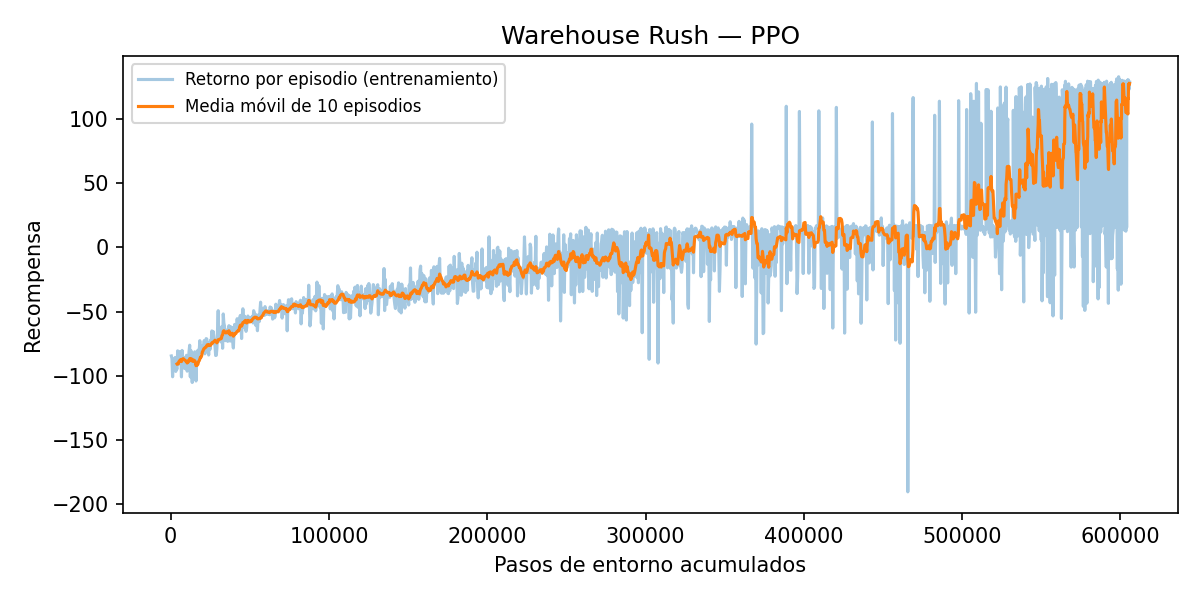 Warehouse Rush — PPO
Retorno por episodio (entrenamiento)
Media móvil de 10 episodios
Recompensa
100
50
0
−50
−100
−150
−200
0
100000
200000
300000
400000
500000
600000
Pasos de entorno acumulados